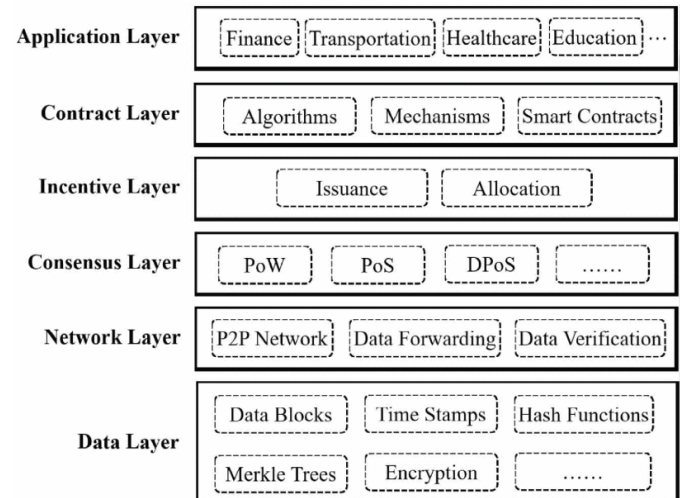 Application Layer Finance Transportation Healthcare Education ...
Contract Layer Algorithms Mechanisms Smart Contracts
Incentive Layer Issuance Allocation
Consensus Layer PoW PoS DPoS ......
Network Layer P2P Network Data Forwarding Data Verification
Data Layer
Data Blocks Time Stamps Hash Functions
Merkle Trees Encryption ......